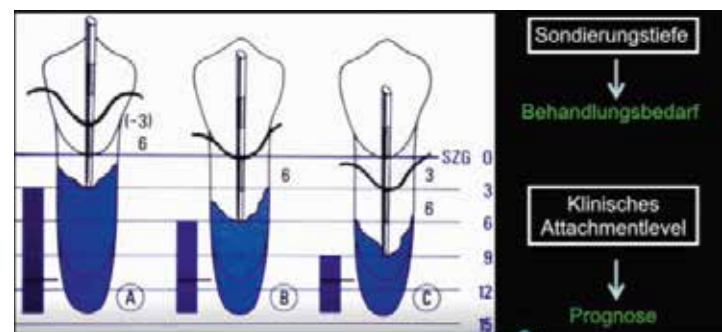 (-3)
6
6
3
6
SZG 0
3
6
9
12
15
A
B
C
Sondierungstiefe
Behandlungsbedarf
Klinisches
Attachmentlevel
Prognose